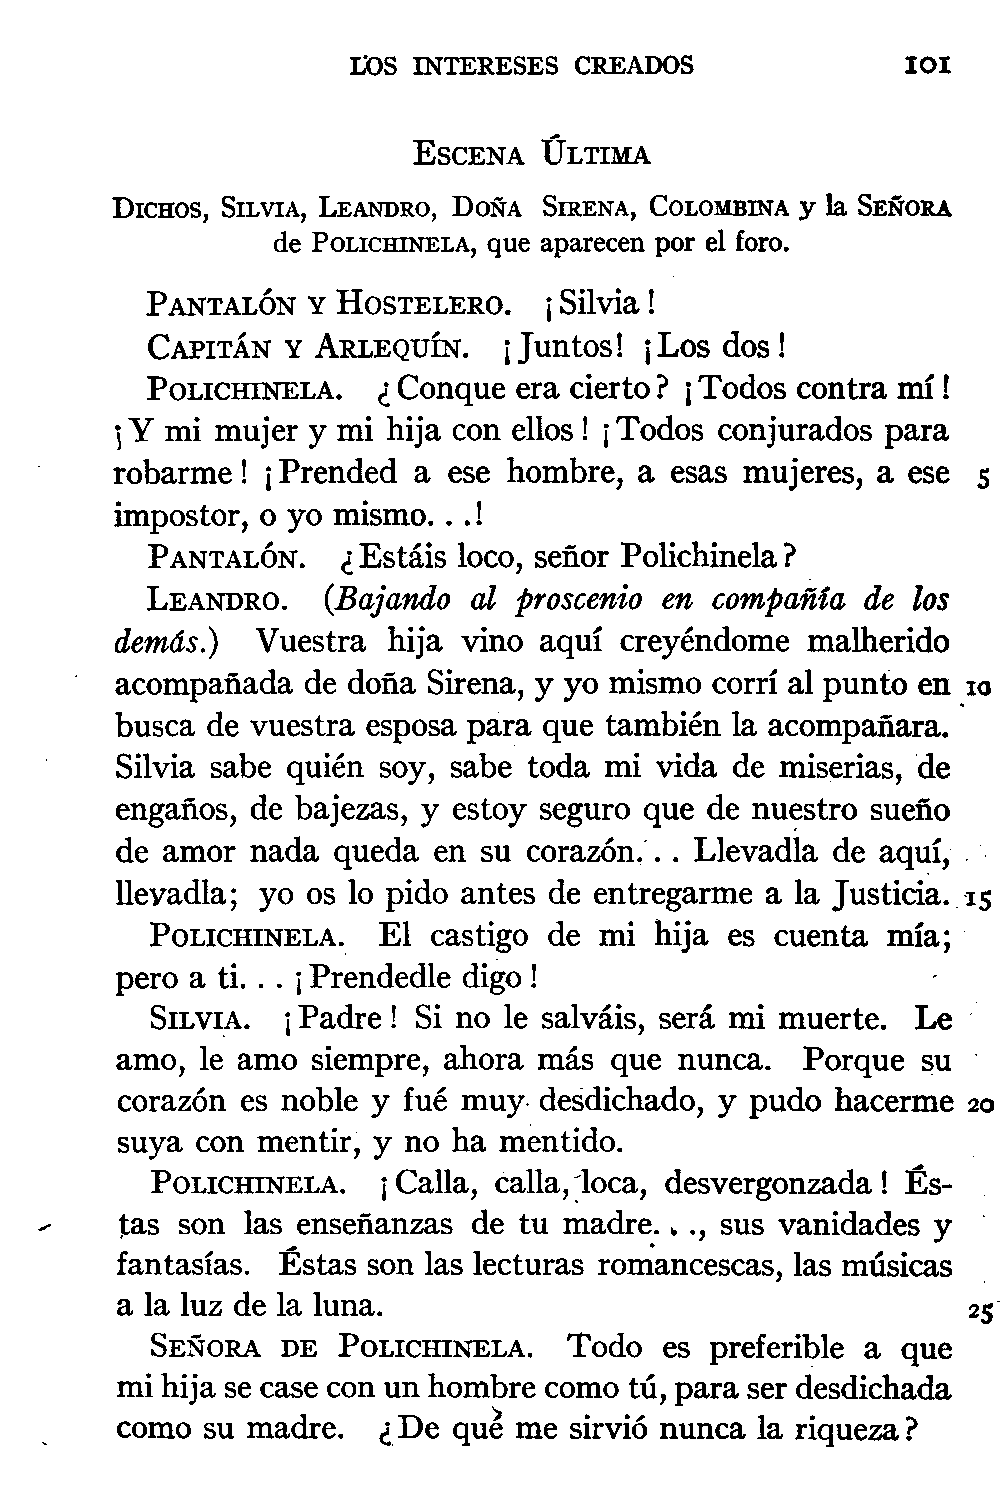 LOS INTERESES CREADOS 101
ESCENA ÚLTIMA
DICHOS, SILVIA, LEANDRO, DOÑA SIRENA, COLOMBINA y la SEÑORA
de POLICHINELA, que aparecen por el foro.
PANTALÓN Y HOSTELERO. ¡Silvia!
CAPITÁN Y ARLEQUÍN. ¡Juntos! ¡Los dos!
POLICHINELA. ¿Conque era cierto? ¡Todos contra mí!
¡Y mi mujer y mi hija con ellos! ¡Todos conjurados para
robarme! ¡Prended a ese hombre, a esas mujeres, a ese 5
impostor, o yo mismo. . .!
PANTALÓN. ¿Estáis loco, señor Polichinela?
LEANDRO. (Bajando al proscenio en compañía de los
demás.) Vuestra hija vino aquí creyéndome malherido
acompañada de doña Sirena, y yo mismo corrí al punto en 10
busca de vuestra esposa para que también la acompañara.
Silvia sabe quién soy, sabe toda mi vida de miserias, de
engaños, de bajezas, y estoy seguro que de nuestro sueño
de amor nada queda en su corazón. . . Llevadla de aquí,
llevadla; yo os lo pido antes de entregarme a la Justicia. 15
POLICHINELA. El castigo de mi hija es cuenta mía;
pero a ti. . . ¡Prendedle digo!
SILVIA. ¡Padre! Si no le salváis, será mi muerte. Le
amo, le amo siempre, ahora más que nunca. Porque su
corazón es noble y fué muy desdichado, y pudo hacerme 20
suya con mentir, y no ha mentido.
POLICHINELA. ¡Calla, calla, loca, desvergonzada! És-
tas son las enseñanzas de tu madre. . ., sus vanidades y
fantasías. Éstas son las lecturas romancescas, las músicas
a la luz de la luna. 25
SEÑORA DE POLICHINELA. Todo es preferible a que
mi hija se case con un hombre como tú, para ser desdichada
como su madre. ¿De qué me sirvió nunca la riqueza?